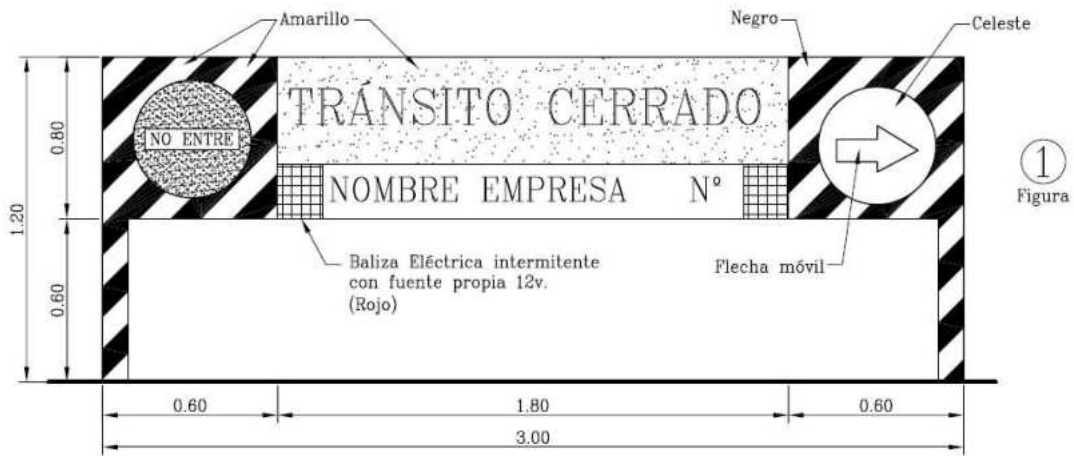 Amarillo
Negro
Celeste
TRÁNSITO CERRADO
NO ENTRE
NOMBRE EMPRESA Nº
1
Figura
0.80
1.20
0.60
Baliza Eléctrica intermitente
con fuente propia 12v.
(Rojo)
Flecha móvil
0.60
1.80
0.60
3.00